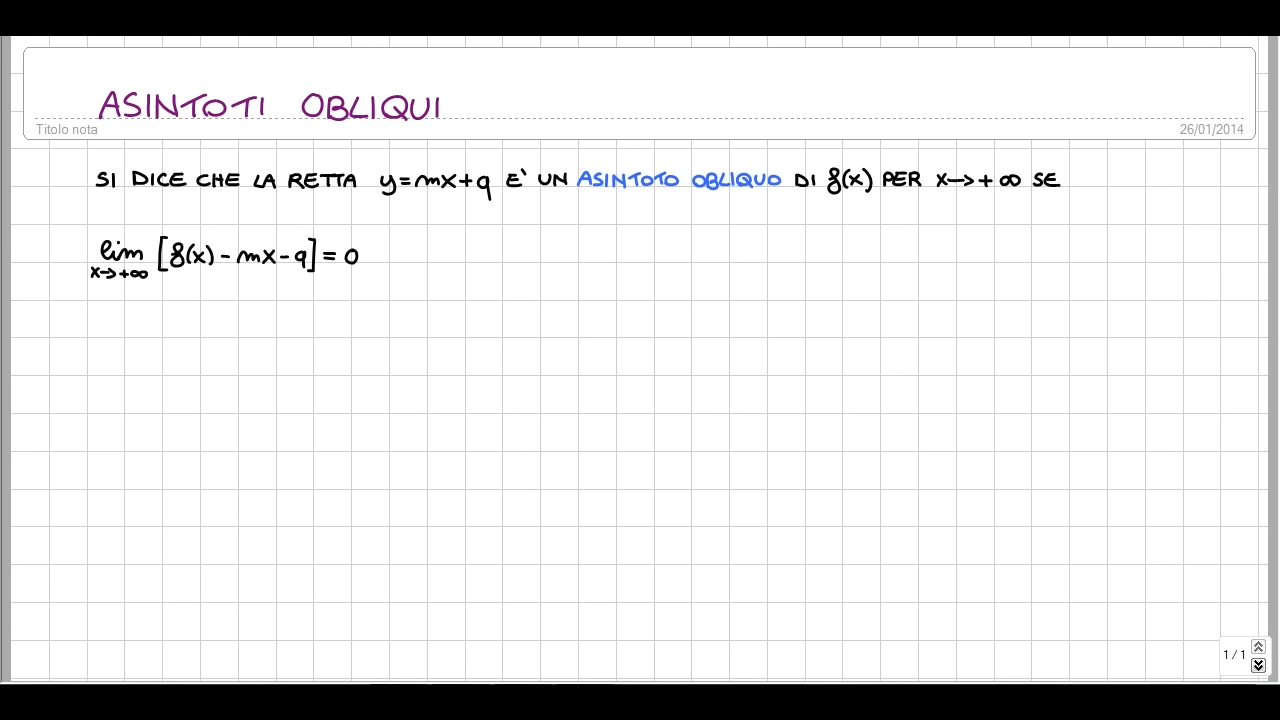 ASINTOTI OBLIQUI
Titolo nota 26/01/2014
SI DICE CHE LA RETTA y=mx+q E' UN ASINTOTO OBLIQUO DI f(x) PER x→+∞ SE
lim [f(x)-mx-q]=0
x→+∞
1 / 1